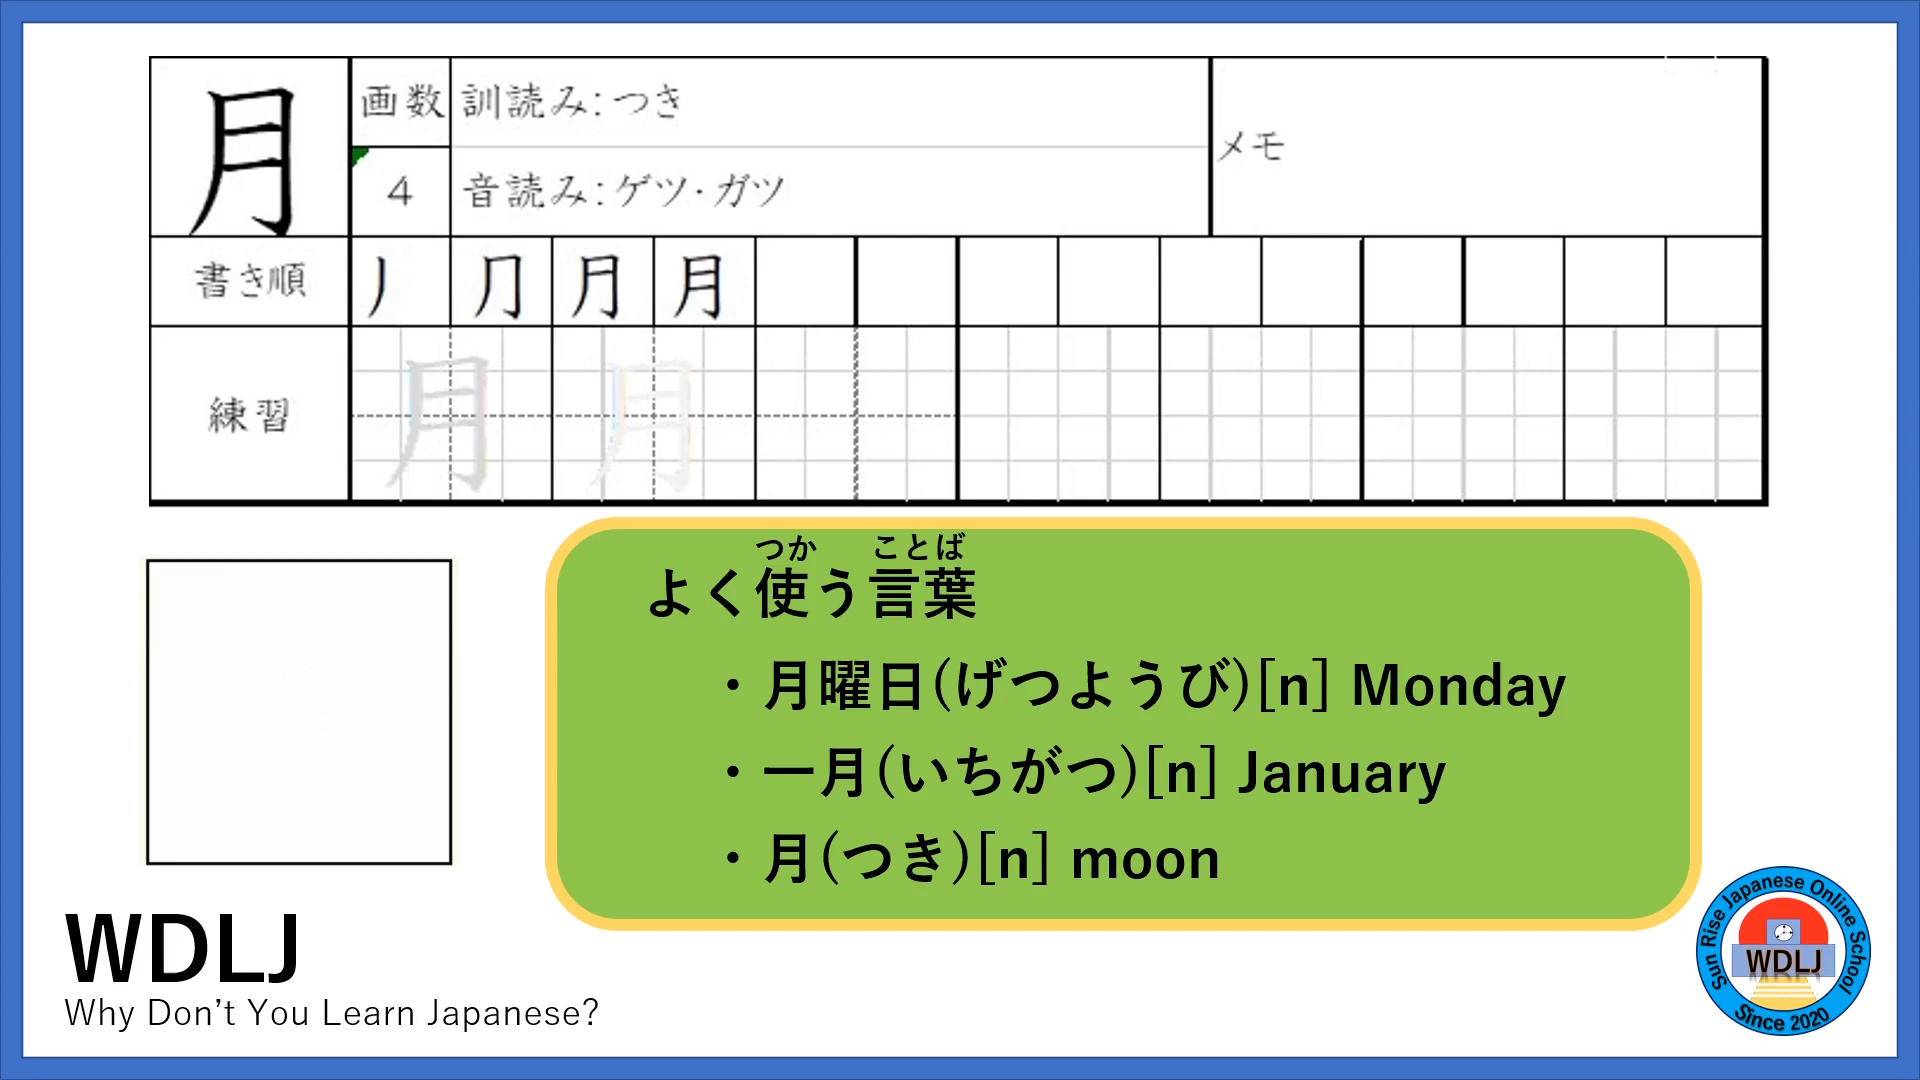 月
画数
訓読み:つき
メモ
4
音読み:ゲツ・ガツ
書き順
丿 ⺆ 月 月
練習
月 月
つか ことば
よく使う言葉
・月曜日(げつようび)[n] Monday
・一月(いちがつ)[n] January
・月(つき)[n] moon
WDLJ
Why Don't You Learn Japanese?
Sun Rise Japanese Online School
WDLJ
Since 2020